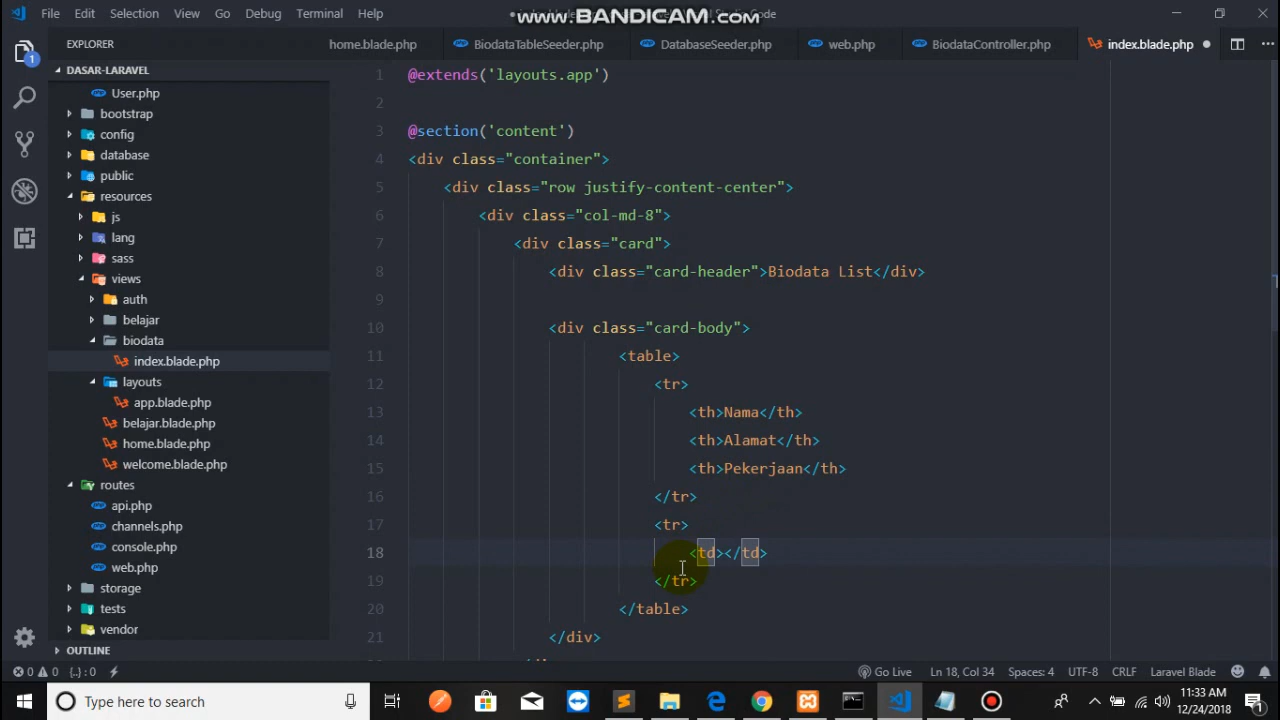 File Edit Selection View Go Debug Terminal Help
www.BANDICAM.com
Code
EXPLORER
home.blade.php BiodataTableSeeder.php DatabaseSeeder.php web.php BiodataController.php index.blade.php
DASAR-LARAVEL
User.php
bootstrap
config
database
public
resources
js
lang
sass
views
auth
belajar
biodata
index.blade.php
layouts
app.blade.php
belajar.blade.php
home.blade.php
welcome.blade.php
routes
api.php
channels.php
console.php
web.php
storage
tests
vendor
OUTLINE
1 @extends('layouts.app')
2
3 @section('content')
4 <div class="container">
5 <div class="row justify-content-center">
6 <div class="col-md-8">
7 <div class="card">
8 <div class="card-header">Biodata List</div>
9
10 <div class="card-body">
11 <table>
12 <tr>
13 <th>Nama</th>
14 <th>Alamat</th>
15 <th>Pekerjaan</th>
16 </tr>
17 <tr>
18 <td></td>
19 </tr>
20 </table>
21 </div>
0 0 {..} : 0 Go Live Ln 18, Col 34 Spaces: 4 UTF-8 CRLF Laravel Blade 1
Type here to search
11:33 AM
12/24/2018